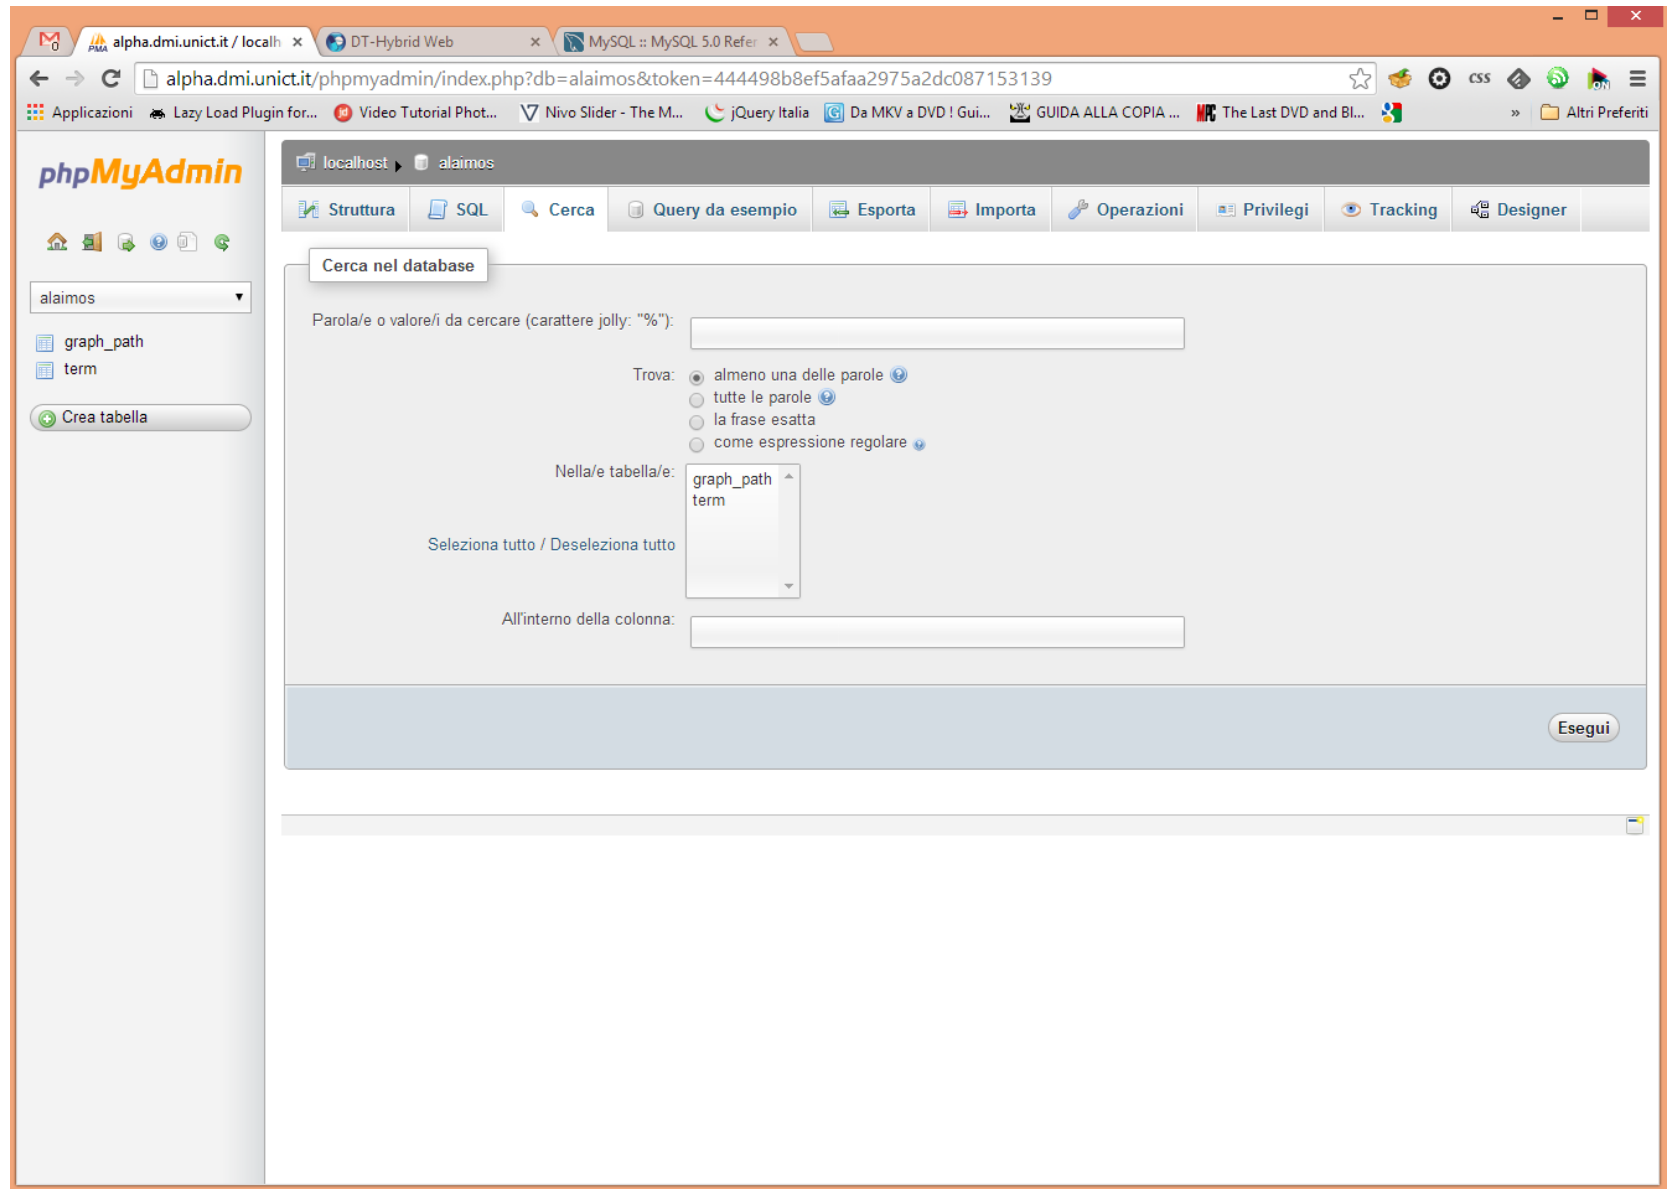 alpha.dmi.unict.it / localh
DT-Hybrid Web
MySQL :: MySQL 5.0 Refer
alpha.dmi.unict.it/phpmyadmin/index.php?db=alaimos&token=444498b8ef5afaa2975a2dc087153139
css
Applicazioni
Lazy Load Plugin for...
Video Tutorial Phot...
Nivo Slider - The M...
jQuery Italia
Da MKV a DVD ! Gui...
GUIDA ALLA COPIA ...
The Last DVD and Bl...
»
Altri Preferiti
phpMyAdmin
localhost
alaimos
Struttura
SQL
Cerca
Query da esempio
Esporta
Importa
Operazioni
Privilegi
Tracking
Designer
alaimos
graph_path
term
Crea tabella
Cerca nel database
Parola/e o valore/i da cercare (carattere jolly: "%"):
Trova:
almeno una delle parole
tutte le parole
la frase esatta
come espressione regolare
Nella/e tabella/e:
graph_path
term
Seleziona tutto / Deseleziona tutto
All'interno della colonna:
Esegui